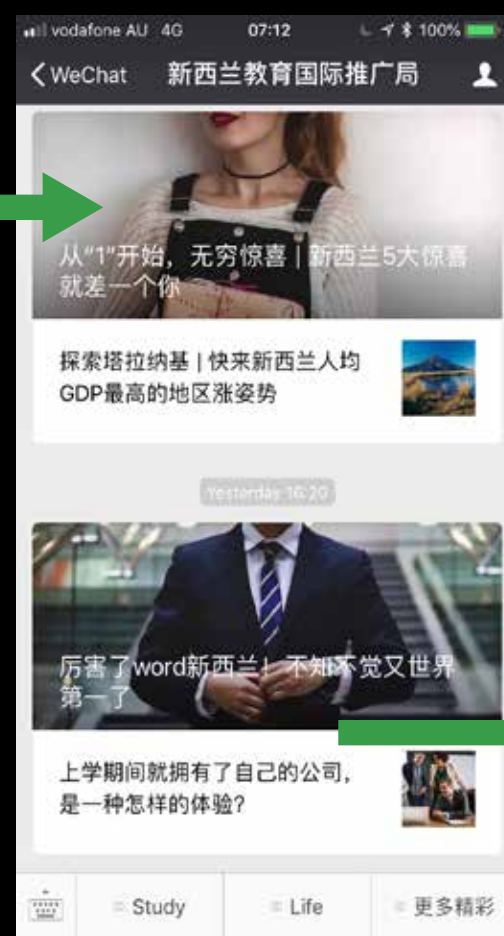 vodafone AU 4G 07:12 100%
WeChat 新西兰教育国际推广局
从“1”开始，无穷惊喜 | 新西兰5大惊喜
就差一个你
探索塔拉纳基 | 快来新西兰人均
GDP最高的地区涨姿势
Yesterday 16:20
厉害了word新西兰！不知不觉又世界
第一了
上学期间就拥有了自己的公司，
是一种怎样的体验？
Study Life 更多精彩